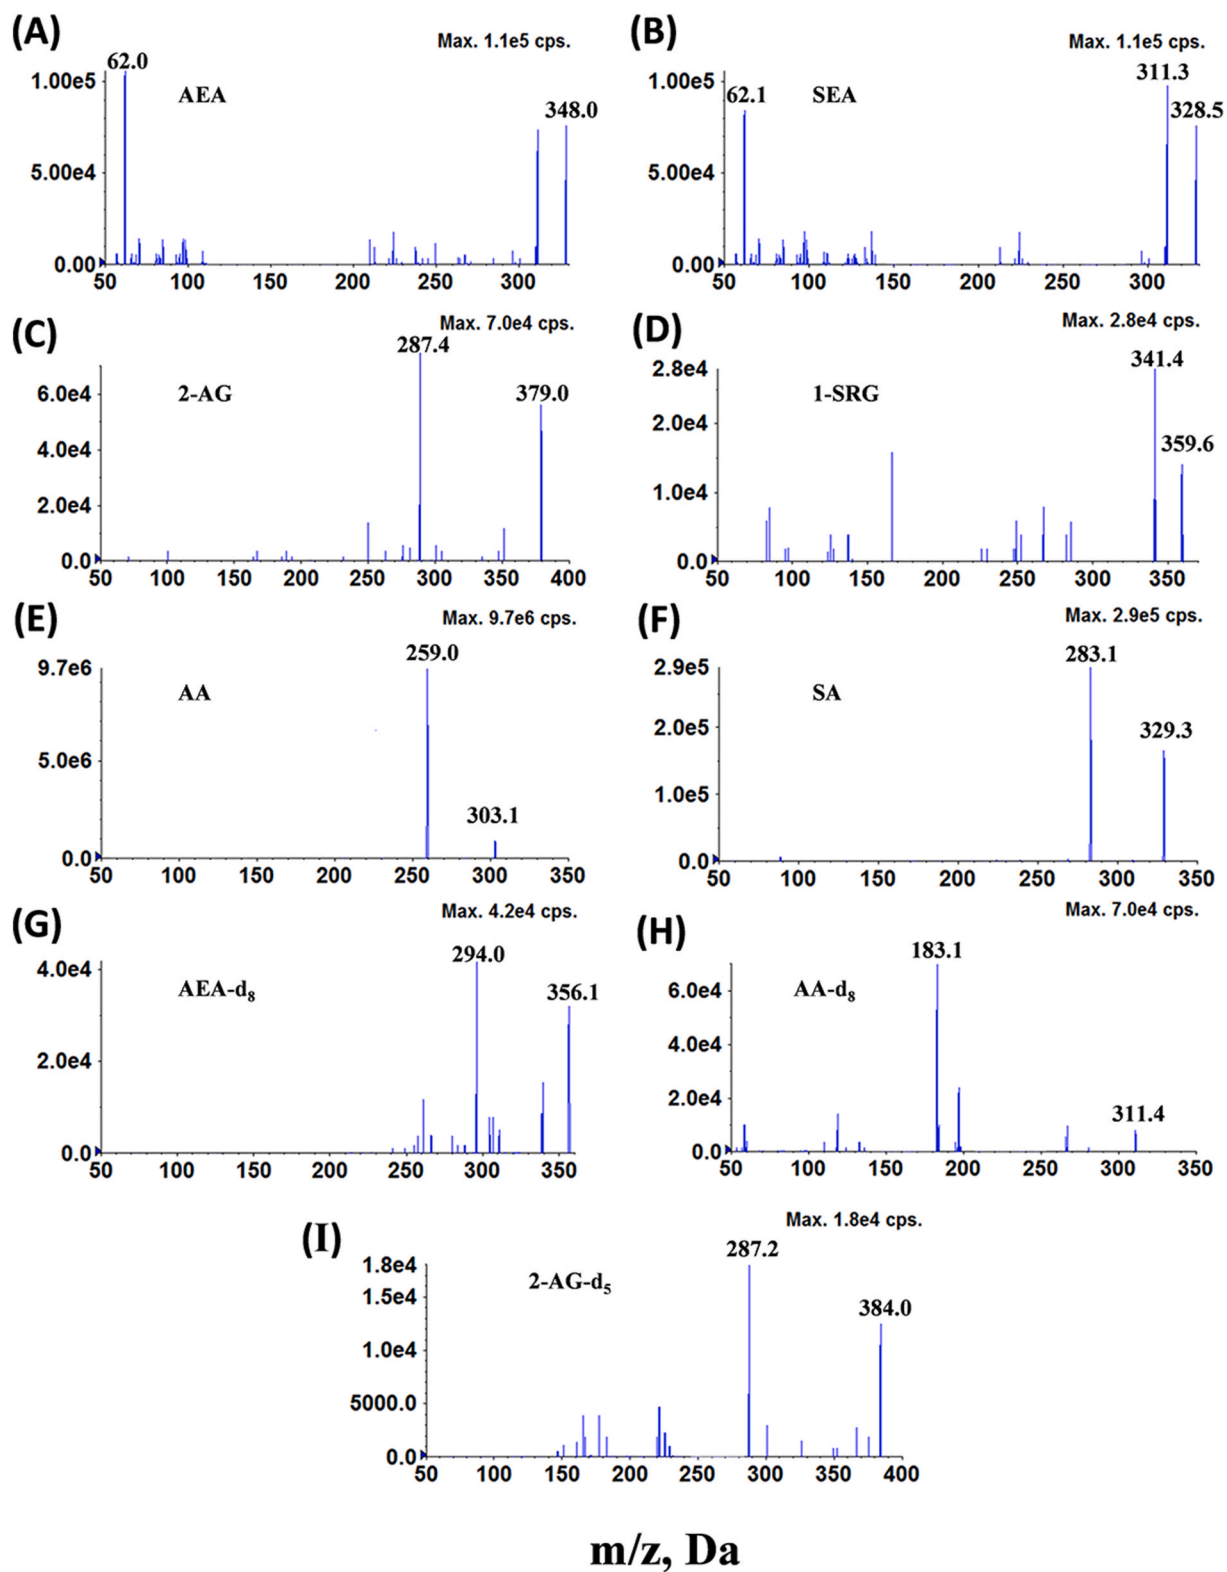 (A)
Max. 1.1e5 cps.
62.0
1.00e5
AEA
348.0
5.00e4
0.00
50 100 150 200 250 300
(B)
Max. 1.1e5 cps.
311.3
1.00e5
62.1
SEA
328.5
5.00e4
0.00
50 100 150 200 250 300
(C)
Max. 7.0e4 cps.
287.4
6.0e4
2-AG
379.0
4.0e4
2.0e4
0.0
50 100 150 200 250 300 350 400
(D)
Max. 2.8e4 cps.
341.4
2.8e4
1-SRG
2.0e4
359.6
1.0e4
0.0
50 100 150 200 250 300 350
(E)
Max. 9.7e6 cps.
259.0
9.7e6
AA
5.0e6
303.1
0.0
50 100 150 200 250 300 350
(F)
Max. 2.9e5 cps.
283.1
2.9e5
SA
2.0e5
329.3
1.0e5
0.0
50 100 150 200 250 300 350
(G)
Max. 4.2e4 cps.
294.0
4.0e4
AEA-d8
356.1
2.0e4
0.0
50 100 150 200 250 300 350
(H)
Max. 7.0e4 cps.
183.1
6.0e4
AA-d8
4.0e4
2.0e4
311.4
0.0
50 100 150 200 250 300 350
(I)
Max. 1.8e4 cps.
287.2
1.8e4
2-AG-d5
1.5e4
384.0
1.0e4
5000.0
0.0
50 100 150 200 250 300 350 400
m/z, Da